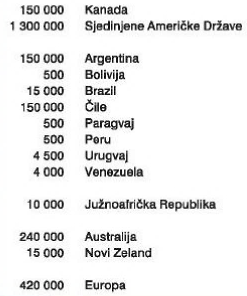 150 000 Kanada
1 300 000 Sjedinjene Američke Države
150 000 Argentina
500 Bolivija
15 000 Brazil
150 000 Čile
500 Paragvaj
500 Peru
4 500 Urugvaj
4 000 Venezuela
10 000 Južnoafrička Republika
240 000 Australija
15 000 Novi Zeland
420 000 Europa